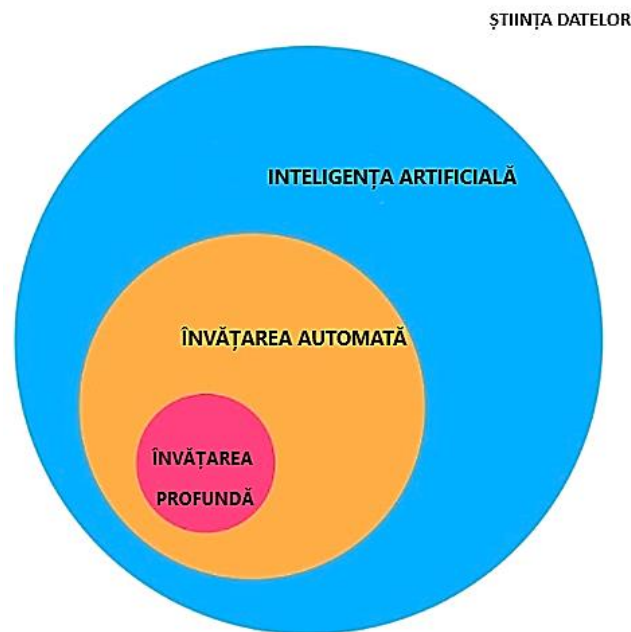 ȘTIINȚA DATELOR
INTELIGENȚA ARTIFICIALĂ
ÎNVĂȚAREA AUTOMATĂ
ÎNVĂȚAREA
PROFUNDĂ